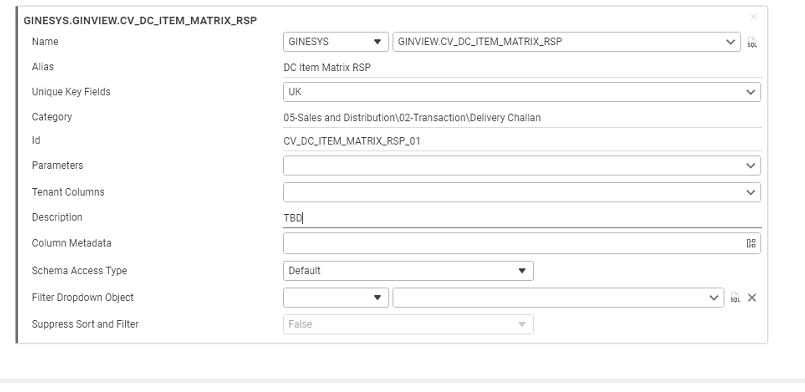 GINESYS.GINVIEW.CV_DC_ITEM_MATRIX_RSP
Name GINESYS GINVIEW.CV_DC_ITEM_MATRIX_RSP SQL
Alias DC Item Matrix RSP
Unique Key Fields UK
Category 05-Sales and Distribution\02-Transaction\Delivery Challan
Id CV_DC_ITEM_MATRIX_RSP_01
Parameters
Tenant Columns
Description TBD
Column Metadata
Schema Access Type Default
Filter Dropdown Object SQL
Suppress Sort and Filter False